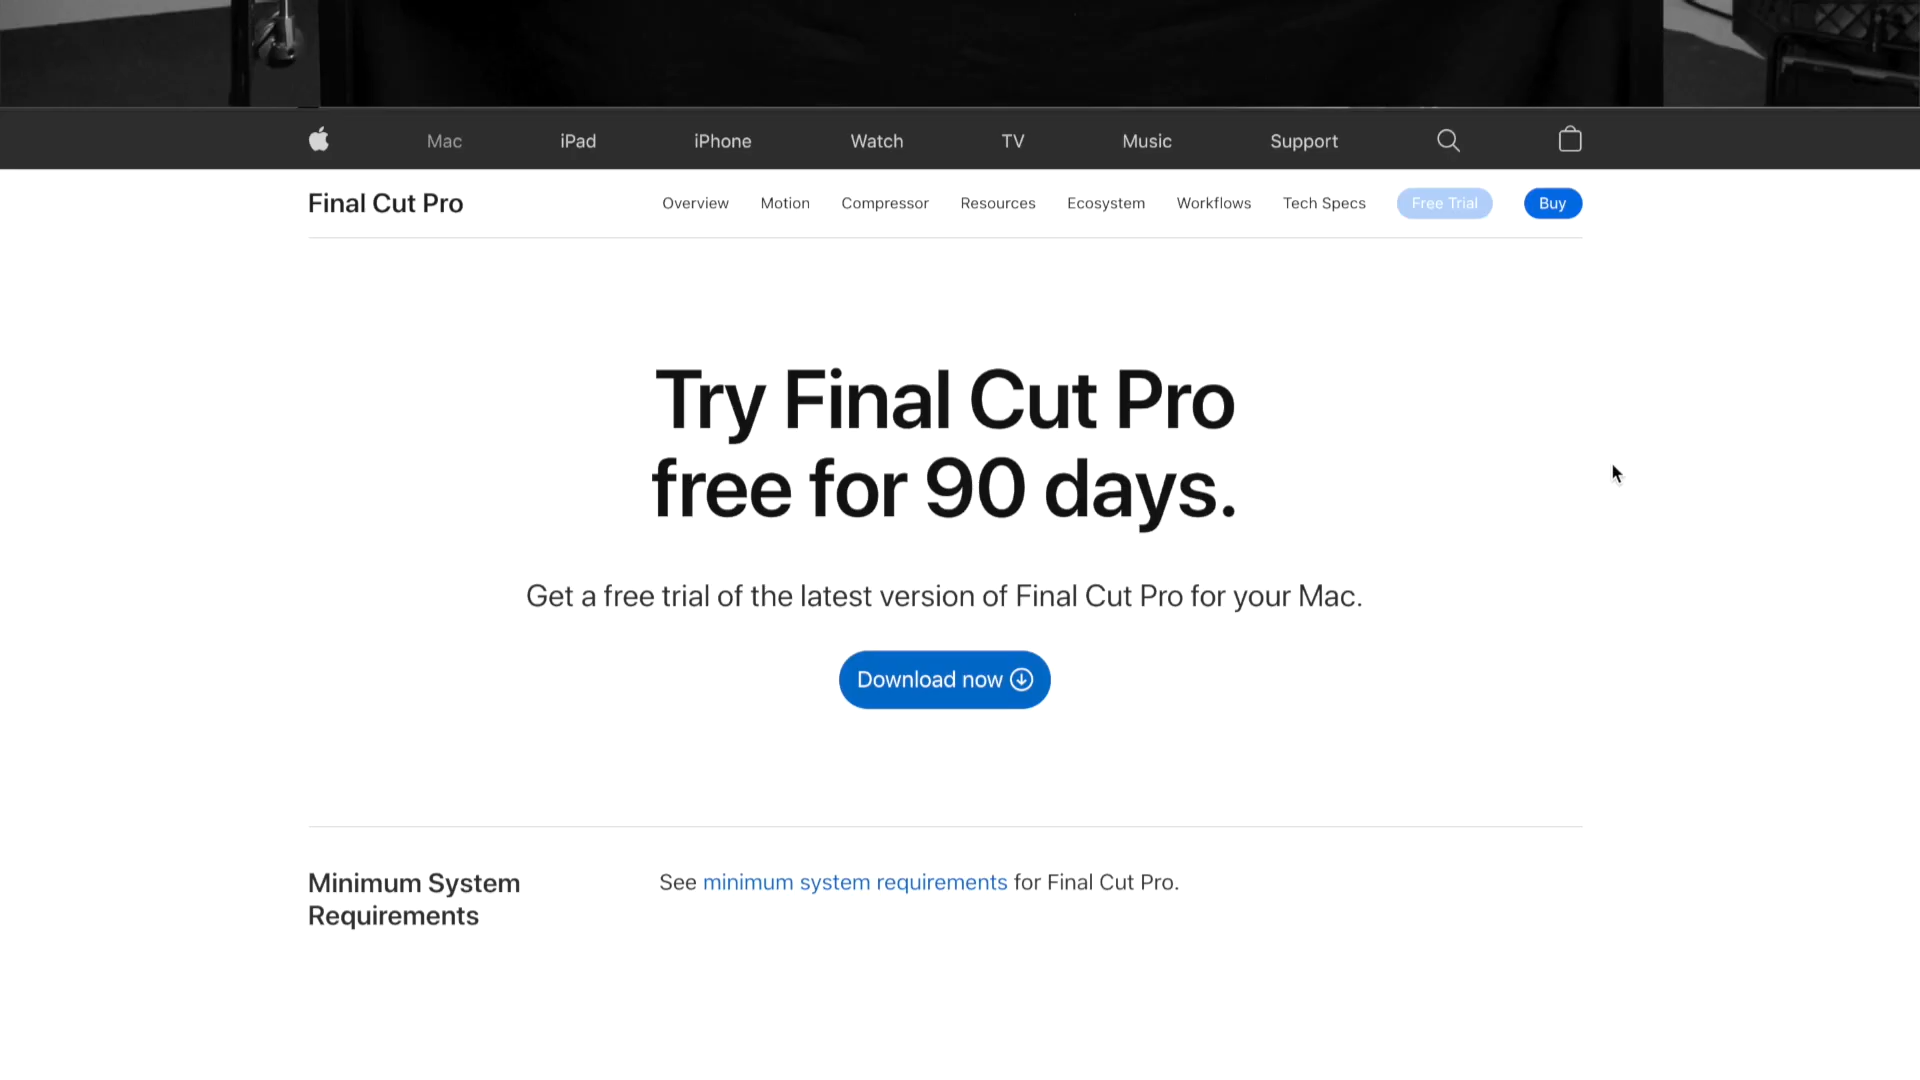 Mac iPad iPhone Watch TV Music Support
Final Cut Pro Overview Motion Compressor Resources Ecosystem Workflows Tech Specs Free Trial Buy
Try Final Cut Pro
free for 90 days.
Get a free trial of the latest version of Final Cut Pro for your Mac.
Download now
Minimum System
Requirements
See minimum system requirements for Final Cut Pro.